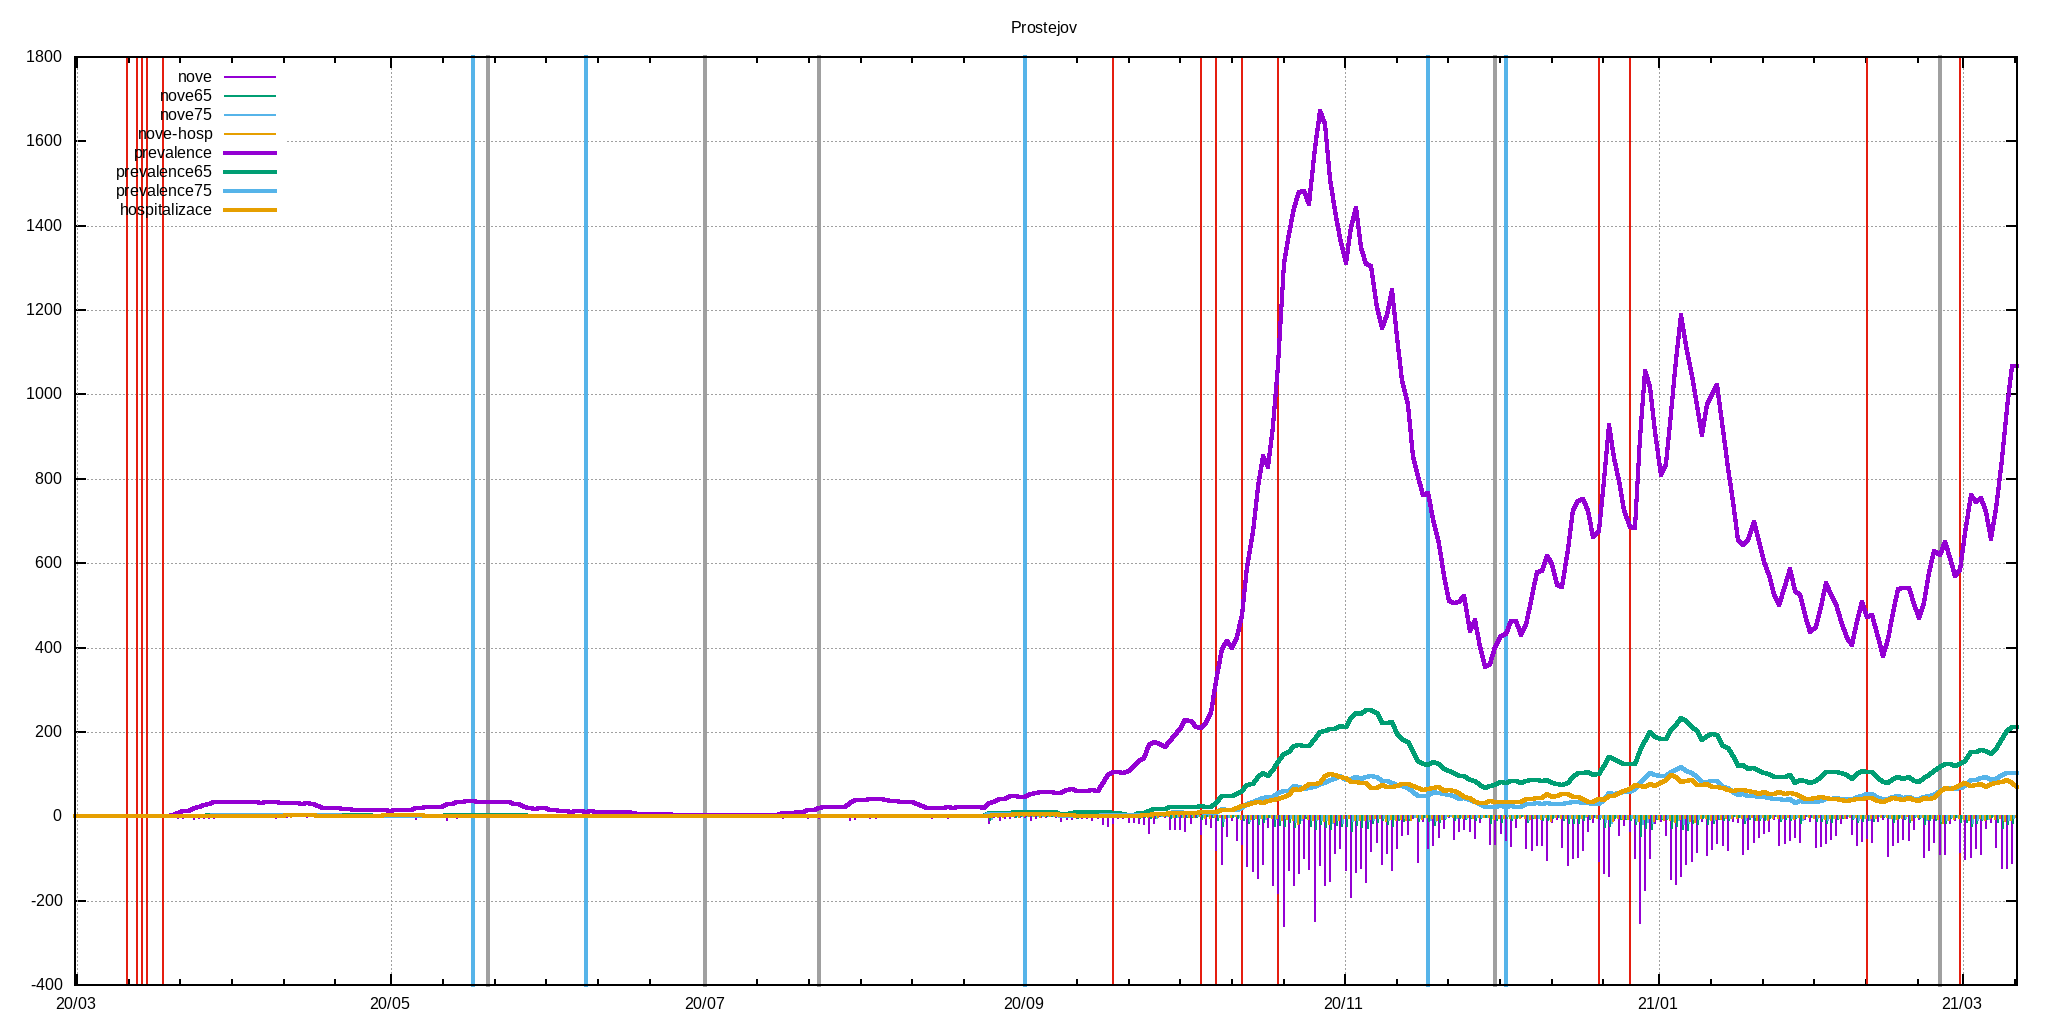 Prostejov
1800
1600
1400
1200
1000
800
600
400
200
0
-200
-400
nove
nove65
nove75
nove-hosp
prevalence
prevalence65
prevalence75
hospitalizace
20/03 20/05 20/07 20/09 20/11 21/01 21/03